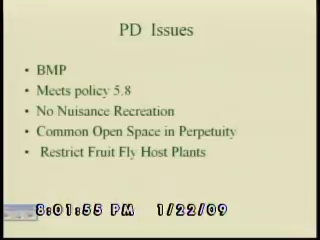 PD Issues
• BMP
• Meets policy 5.8
• No Nuisance Recreation
• Common Open Space in Perpetuity
• Restrict Fruit Fly Host Plants
8:01:55 PM 1/22/09